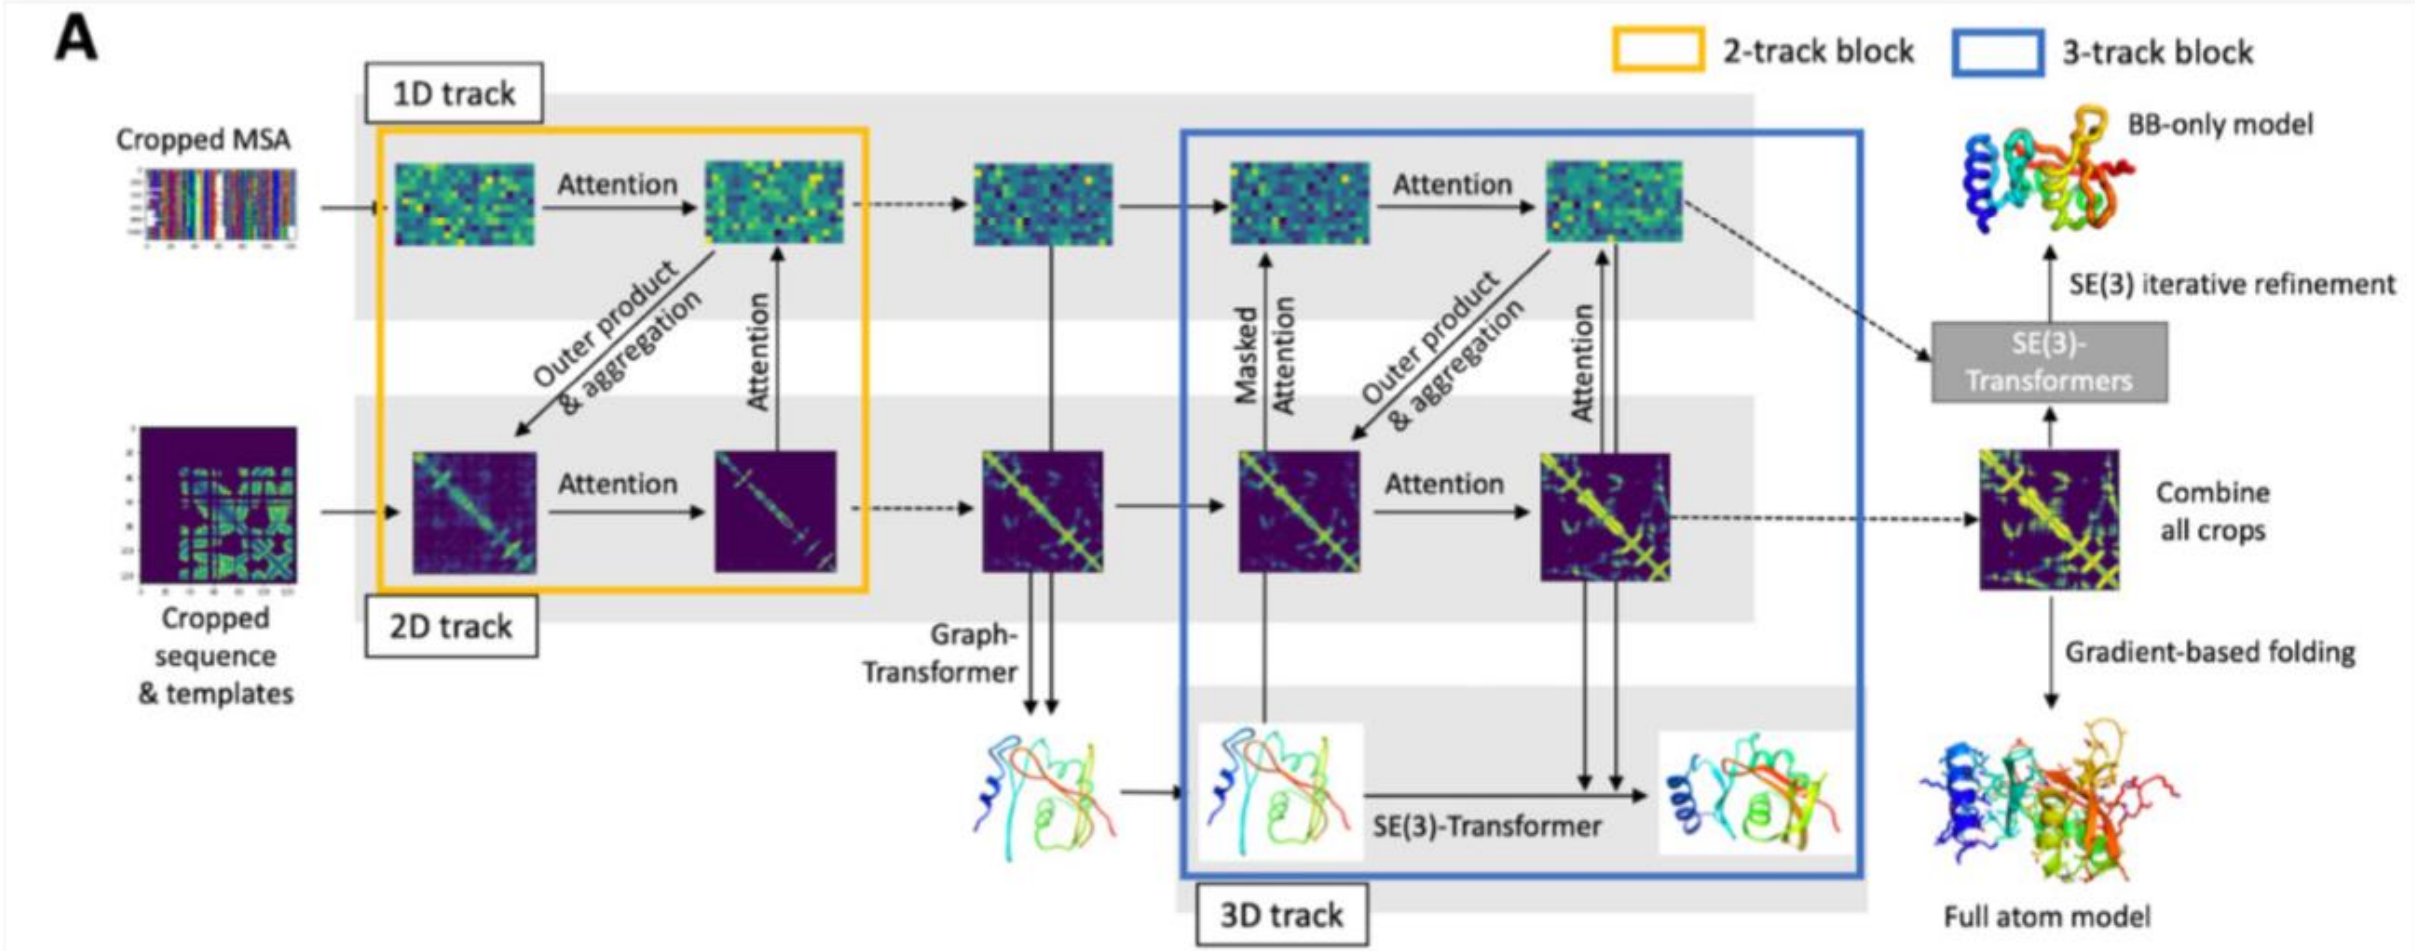 A
2-track block
3-track block
1D track
Cropped MSA
BB-only model
Attention
Attention
Outer product
& aggregation
Attention
Masked
Attention
Outer product
& aggregation
Attention
SE(3) iterative refinement
SE(3)-
Transformers
Attention
Attention
Combine
all crops
Cropped
sequence
& templates
2D track
Graph-
Transformer
Gradient-based folding
SE(3)-Transformer
3D track
Full atom model